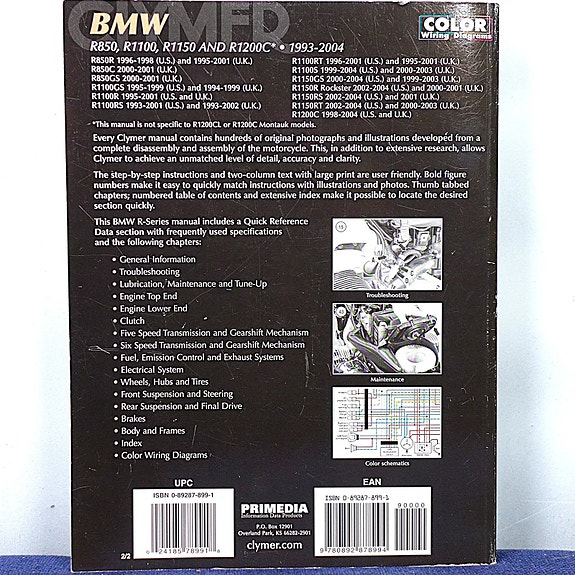 CLYMER
BMW
COLOR
Wiring Diagrams
R850, R1100, R1150 AND R1200C* • 1993-2004
R850R 1996-1998 (U.S.) and 1995-2001 (U.K.)
R850C 2000-2001 (U.K.)
R850GS 2000-2001 (U.K.)
R1100GS 1995-1999 (U.S.) and 1994-1999 (U.K.)
R1100R 1995-2001 (U.S. and U.K.)
R1100RS 1993-2001 (U.S.) and 1993-2002 (U.K.)
R1100RT 1996-2001 (U.S.) and 1995-2001 (U.K.)
R1100S 1999-2004 (U.S.) and 2000-2003 (U.K.)
R1150GS 2000-2004 (U.S.) and 1999-2003 (U.K.)
R1150R Rockster 2002-2004 (U.S.) and 2000- (U.K.)
R1150RS 2002-2004 (U.S.) and 2001- (U.K.)
R1150RT 2002-2004 (U.S.) and 2000-2003 (U.K.)
R1200C 1998-2004 (U.S. and U.K.)
*This manual is not specific to R1200CL or R1200C Montauk models.
Every Clymer manual contains hundreds of original photographs and illustrations developed from a
complete disassembly and assembly of the motorcycle. This, in addition to extensive research, allows
Clymer to achieve an unmatched level of detail, accuracy and clarity.
The step-by-step instructions and two-column text with large print are user friendly. Bold figure
numbers make it easy to quickly match instructions with illustrations and photos. Thumb tabbed
chapters; numbered table of contents and extensive index make it possible to locate the desired
section quickly.
This BMW R-Series manual includes a Quick Reference
Data section with frequently used specifications
and the following chapters:
• General Information
• Troubleshooting
• Lubrication, Maintenance and Tune-Up
• Engine Top End
• Engine Lower End
• Clutch
• Five Speed Transmission and Gearshift Mechanism
• Six Speed Transmission and Gearshift Mechanism
• Fuel, Emission Control and Exhaust Systems
• Electrical System
• Wheels, Hubs and Tires
• Front Suspension and Steering
• Rear Suspension and Final Drive
• Brakes
• Body and Frames
• Index
• Color Wiring Diagrams
15
Troubleshooting
Maintenance
Color schematics
UPC
ISBN 0-89287-899-1
6 24185 78991 6
PRIMEDIA
Information Data Products
P.O. Box 12901
Overland Park, KS 66282-2901
clymer.com
EAN
ISBN 0-89287-899-1
90000
9 780892 878994
2/2